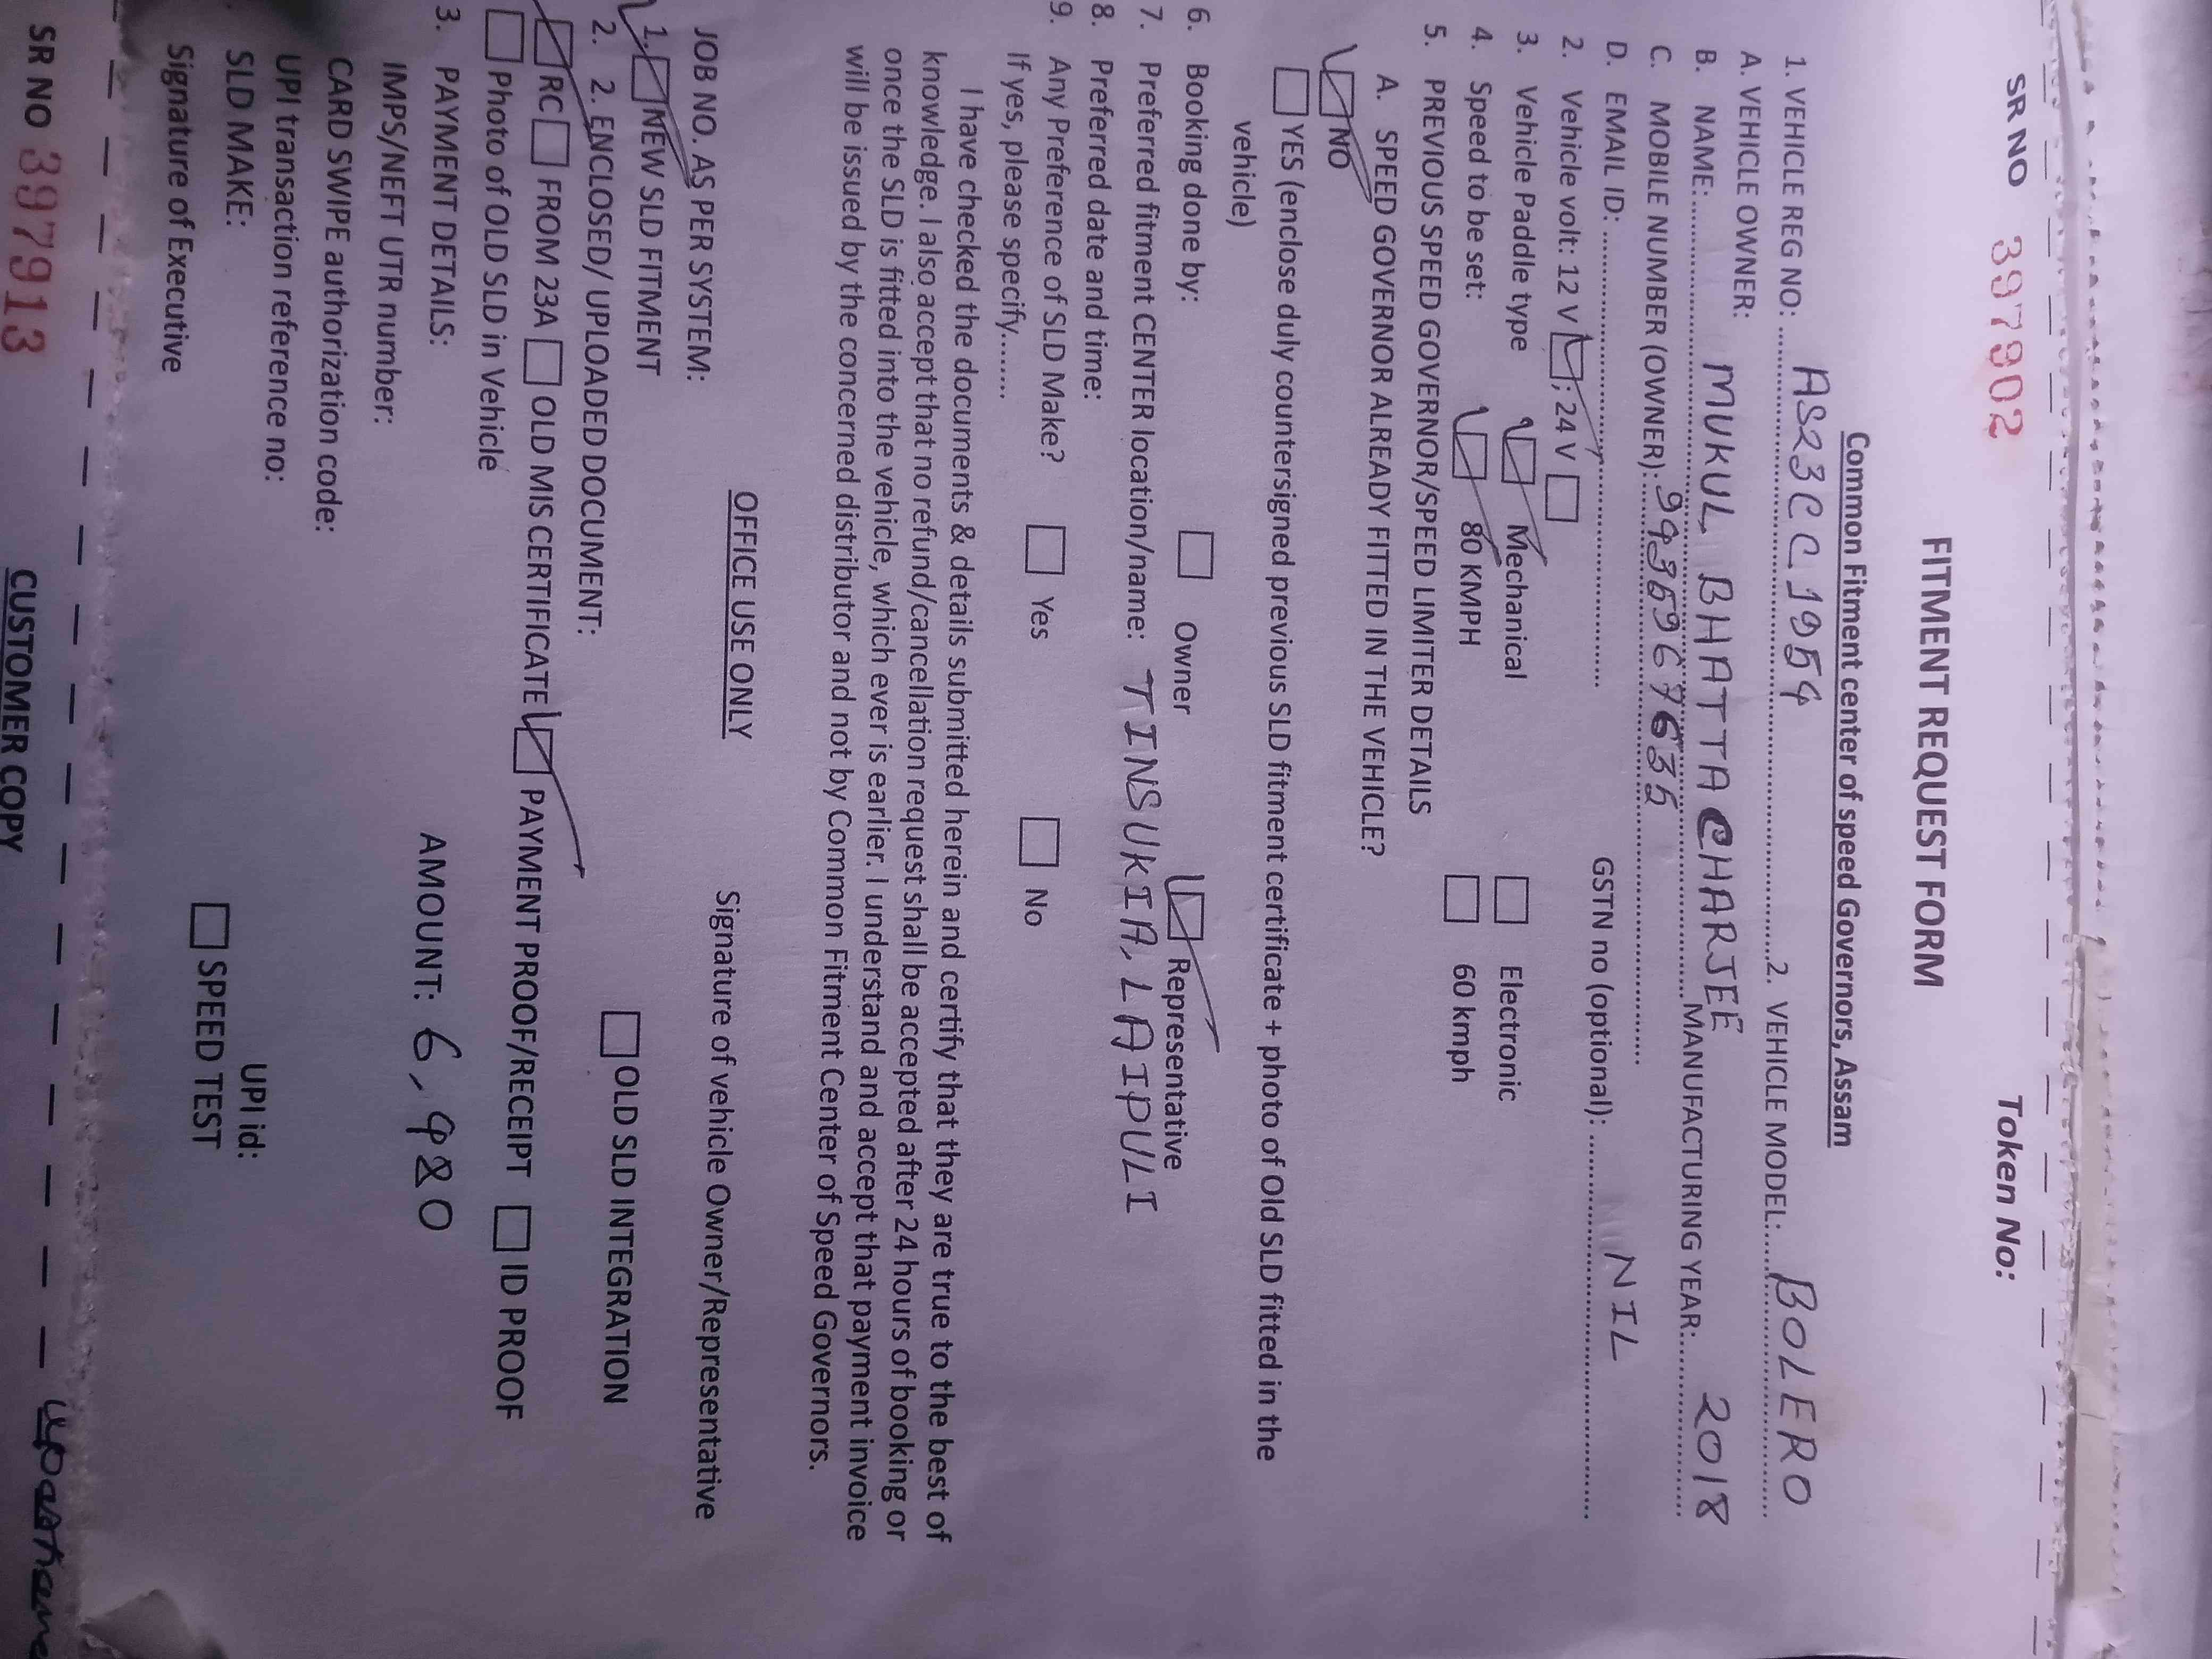 SR NO 397902 Token No:
FITMENT REQUEST FORM
Common Fitment center of speed Governors, Assam
1. VEHICLE REG NO: AS23CC1954 2. VEHICLE MODEL: BOLERO
A. VEHICLE OWNER:
B. NAME: MUKUL BHATTACHARJEE MANUFACTURING YEAR: 2018
C. MOBILE NUMBER (OWNER):
D. EMAIL ID: GSTN no (optional): NIL
2. Vehicle volt: 12 V ☑; 24 V ☐
3. Vehicle Paddle type ☑ Mechanical ☐ Electronic
4. Speed to be set: ☑ 80 KMPH ☐ 60 kmph
5. PREVIOUS SPEED GOVERNOR/SPEED LIMITER DETAILS
A. SPEED GOVERNOR ALREADY FITTED IN THE VEHICLE?
☑ NO
☐ YES (enclose duly countersigned previous SLD fitment certificate + photo of Old SLD fitted in the
vehicle)
6. Booking done by: ☐ Owner ☑ Representative
7. Preferred fitment CENTER location/name: TINSUKIA, LAIPULI
8. Preferred date and time:
9. Any Preference of SLD Make? ☐ Yes ☐ No
If yes, please specify......
I have checked the documents & details submitted herein and certify that they are true to the best of
knowledge. I also accept that no refund/cancellation request shall be accepted after 24 hours of booking or
once the SLD is fitted into the vehicle, which ever is earlier. I understand and accept that payment invoice
will be issued by the concerned distributor and not by Common Fitment Center of Speed Governors.
OFFICE USE ONLY
JOB NO. AS PER SYSTEM: Signature of vehicle Owner/Representative
1. ☑ NEW SLD FITMENT ☐ OLD SLD INTEGRATION
2. 2. ENCLOSED/ UPLOADED DOCUMENT:
☑ RC ☐ FROM 23A ☐ OLD MIS CERTIFICATE ☑ PAYMENT PROOF/RECEIPT ☐ ID PROOF
☐ Photo of OLD SLD in Vehicle
3. PAYMENT DETAILS: AMOUNT: 6,980
IMPS/NEFT UTR number:
CARD SWIPE authorization code:
UPI transaction reference no: UPI id:
SLD MAKE: ☐ SPEED TEST
Signature of Executive
SR NO 397913
CUSTOMER COPY